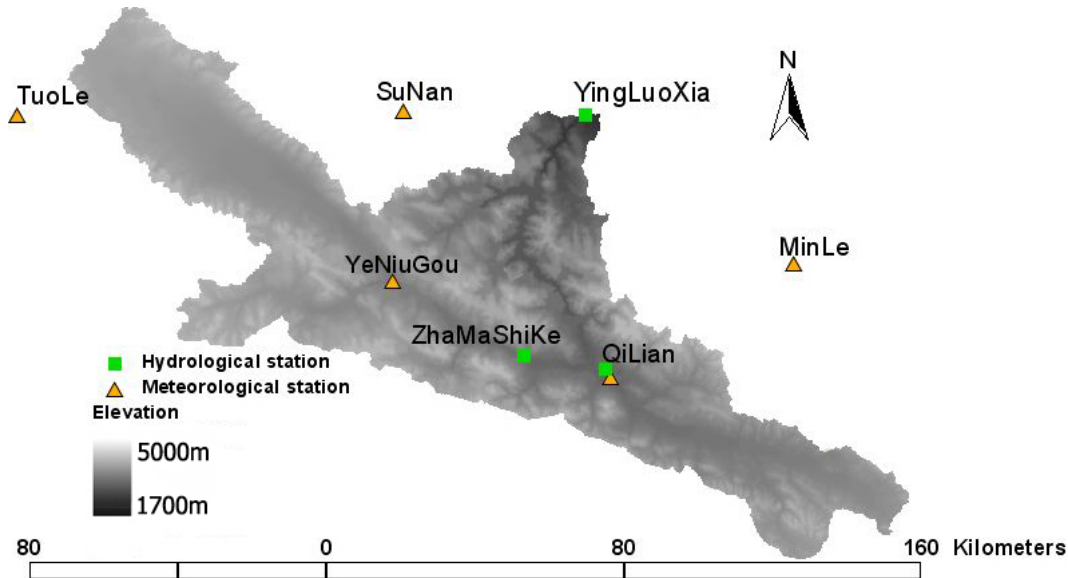 N
TuoLe
SuNan
YingLuoXia
MinLe
YeNiuGou
ZhaMaShiKe
QiLian
Hydrological station
Meteorological station
Elevation
5000m
1700m
80 0 80 160 Kilometers